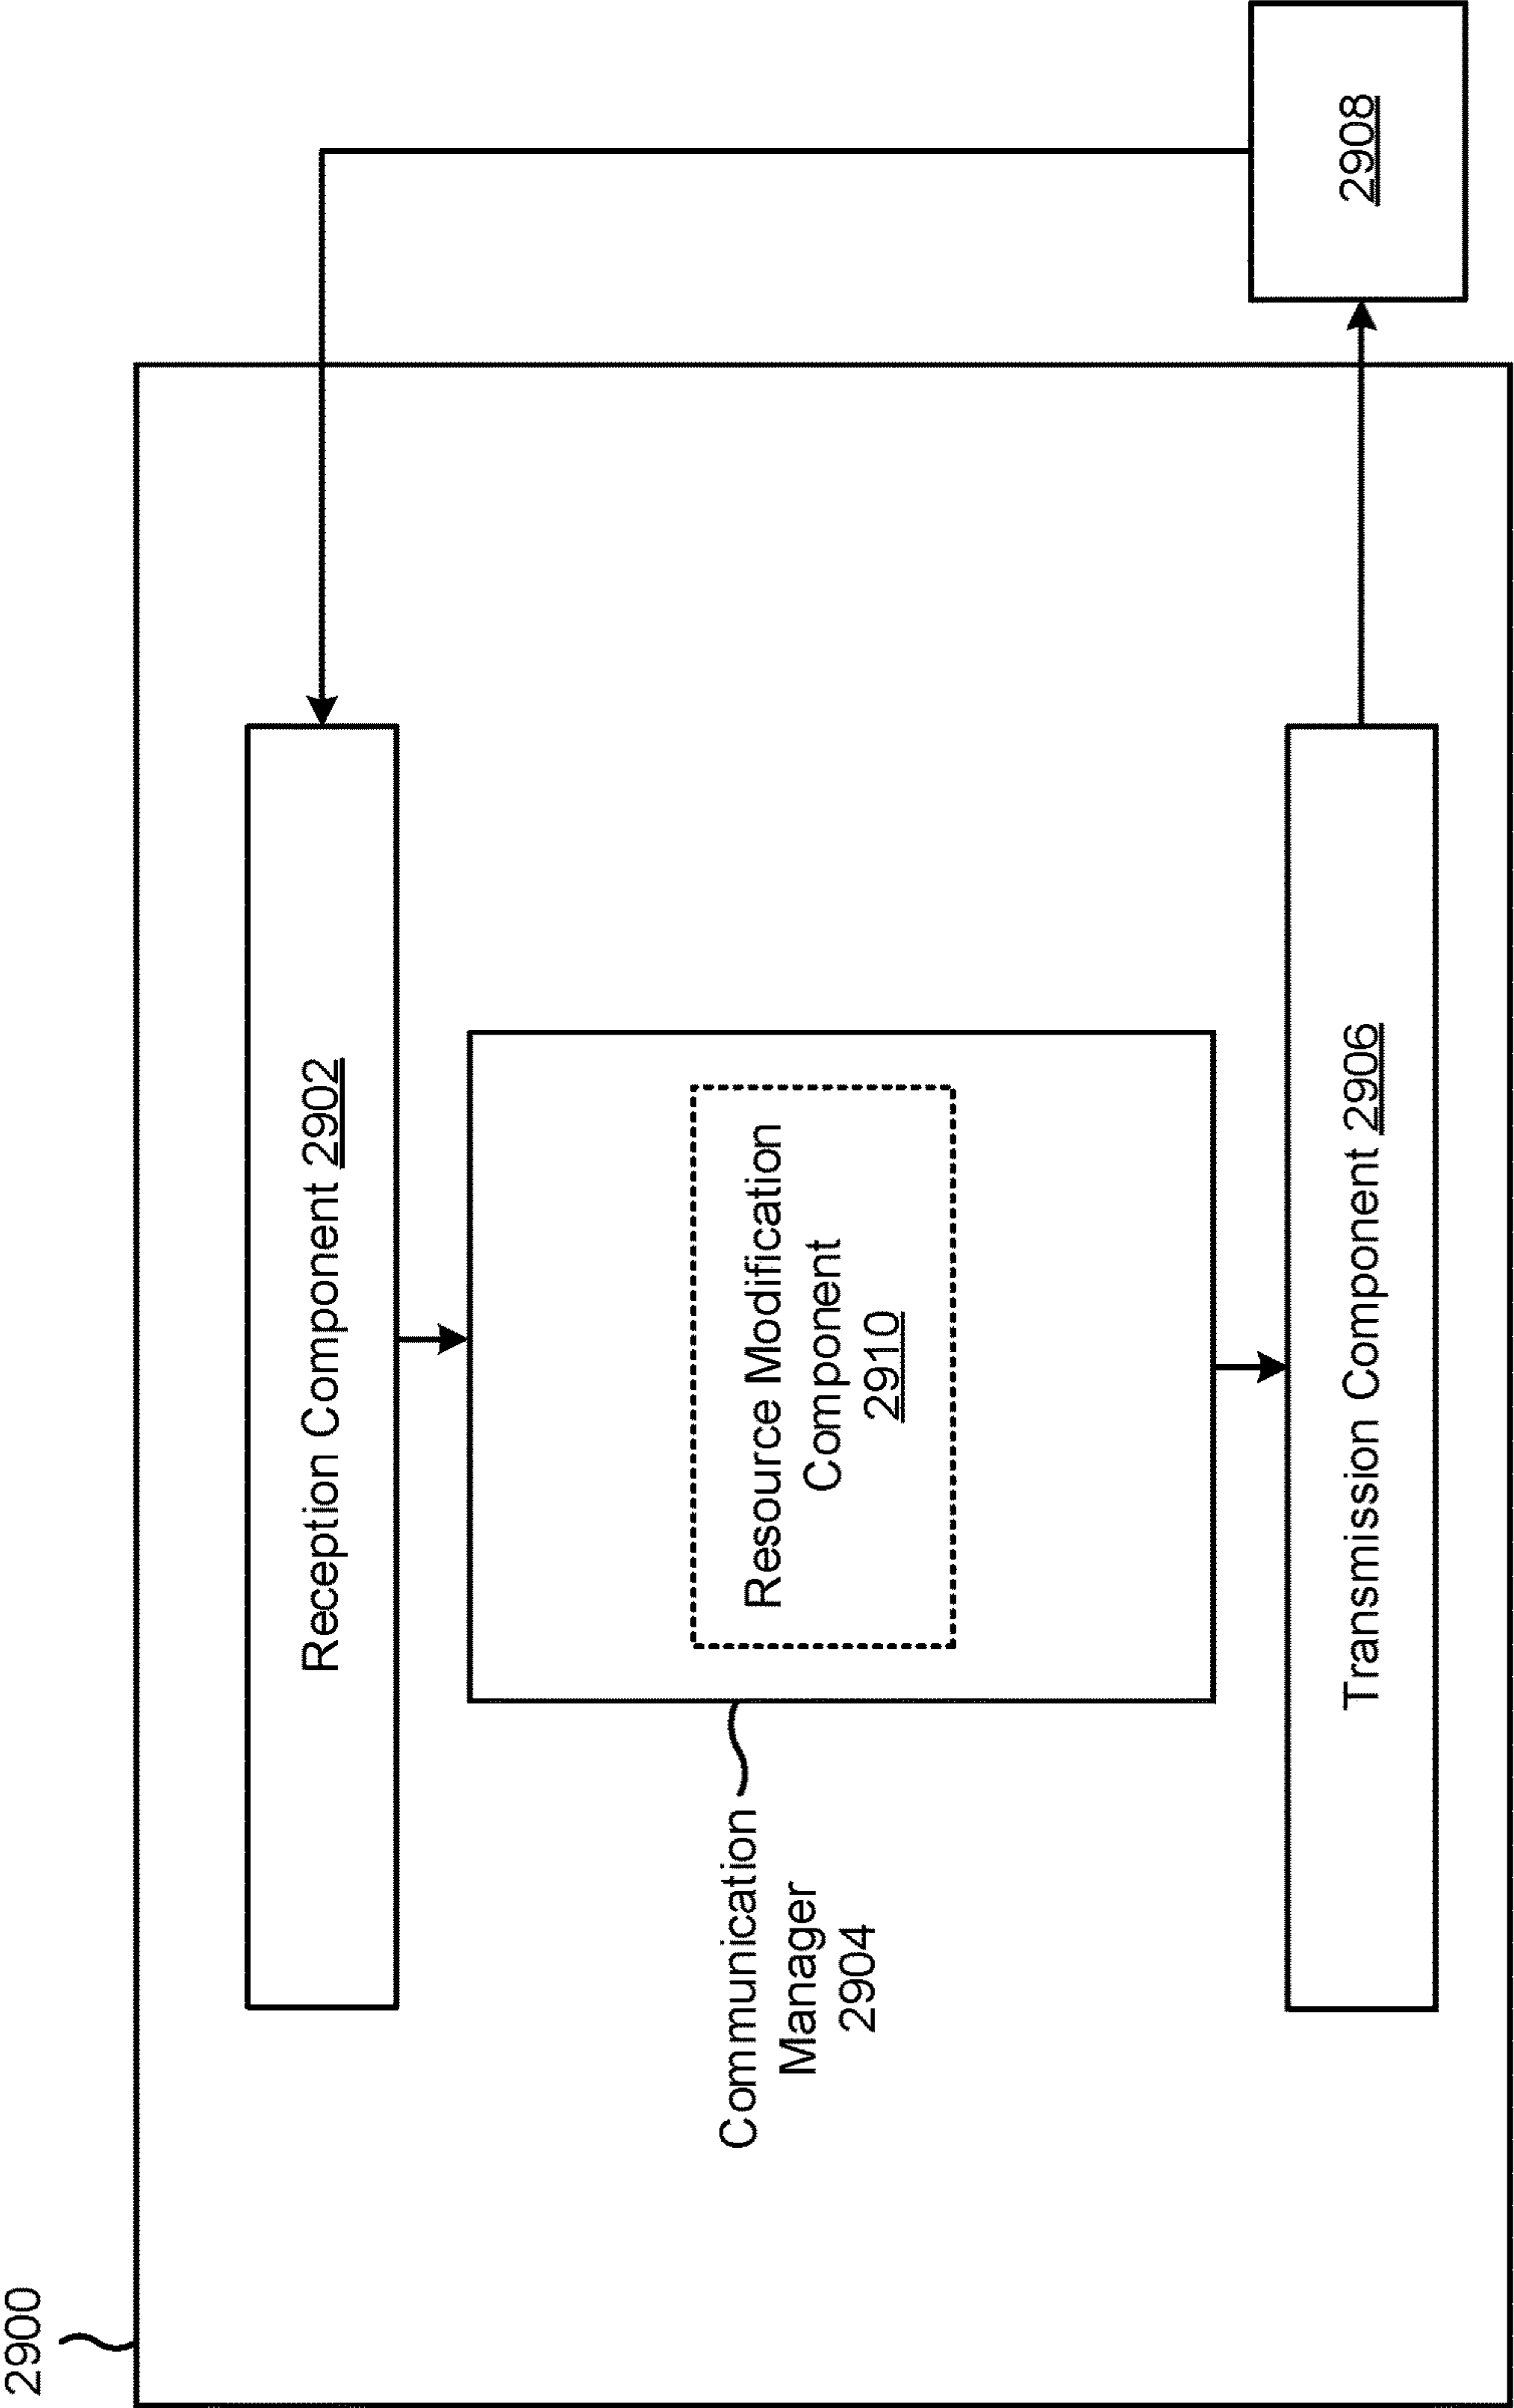 2900
Reception Component 2902
Communication
Manager
2904
Resource Modification
Component
2910
Transmission Component 2906
2908